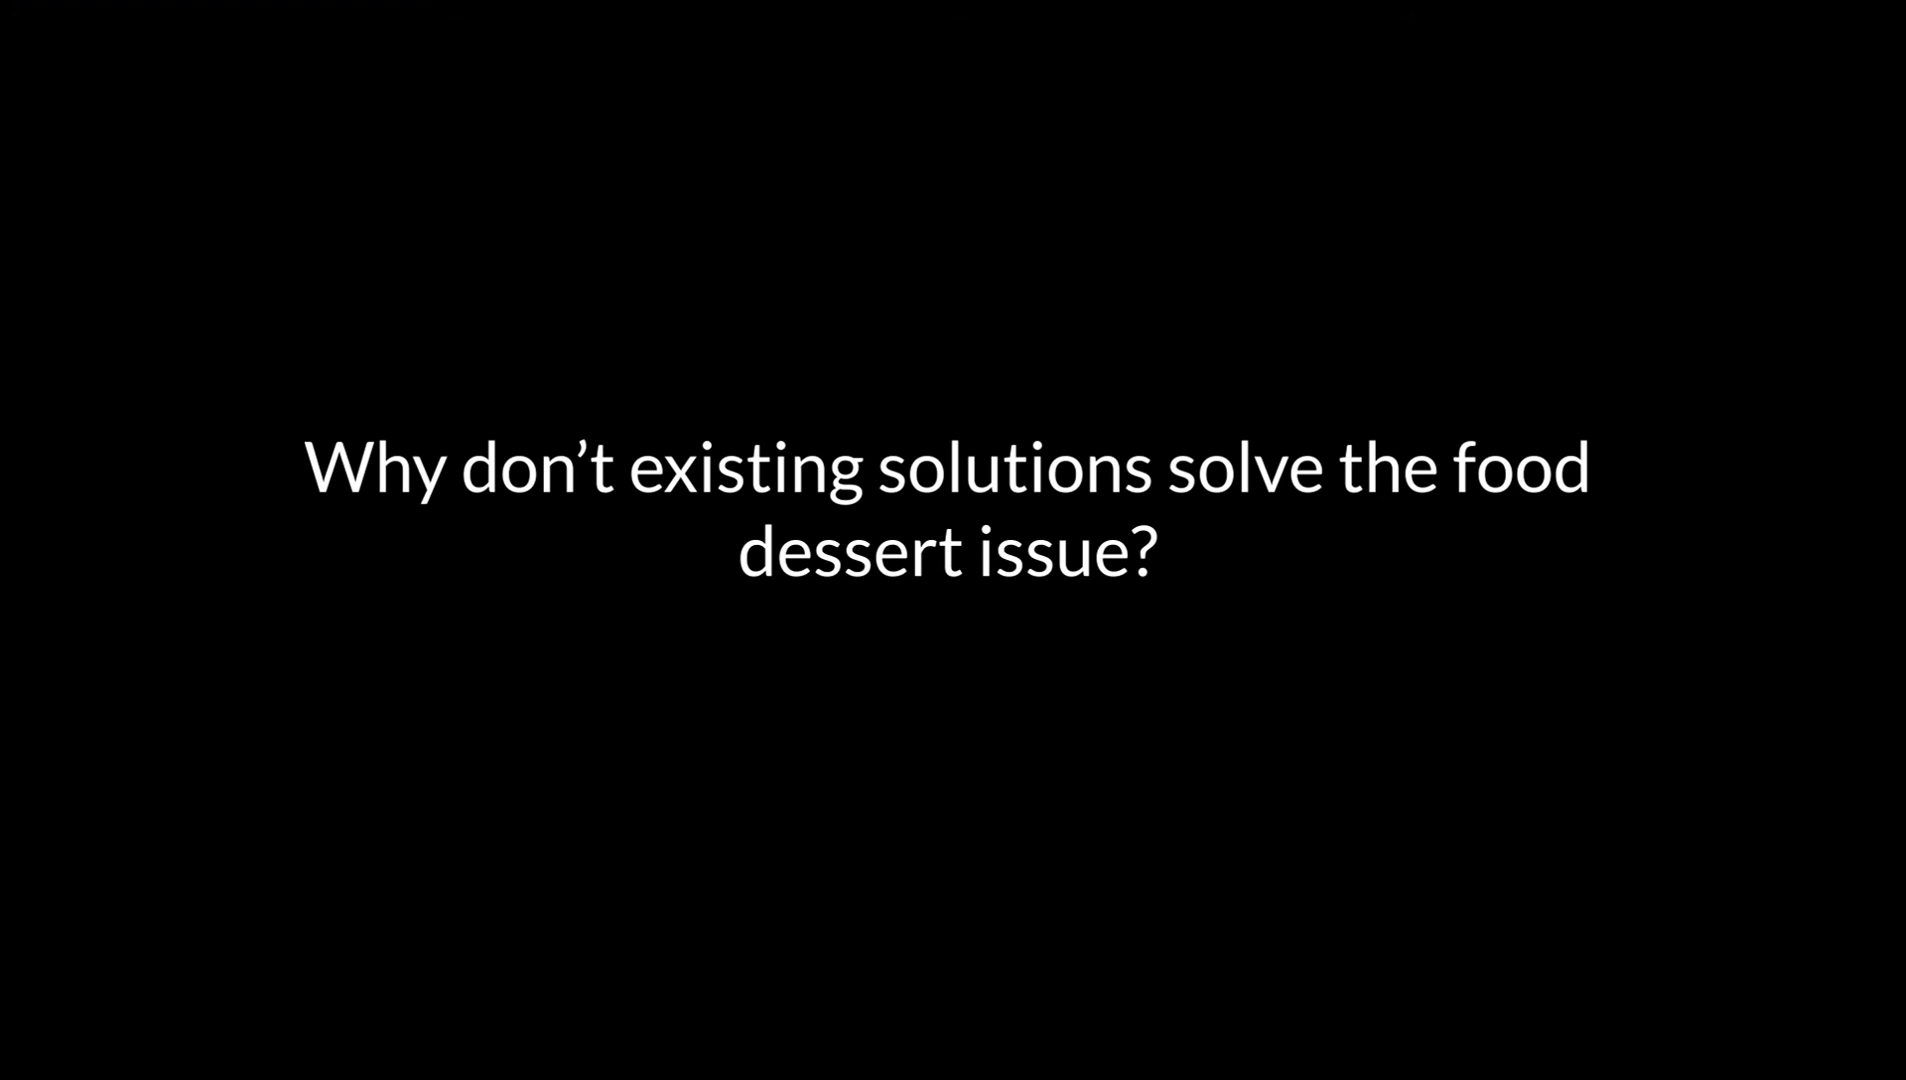 Why don’t existing solutions solve the food
dessert issue?